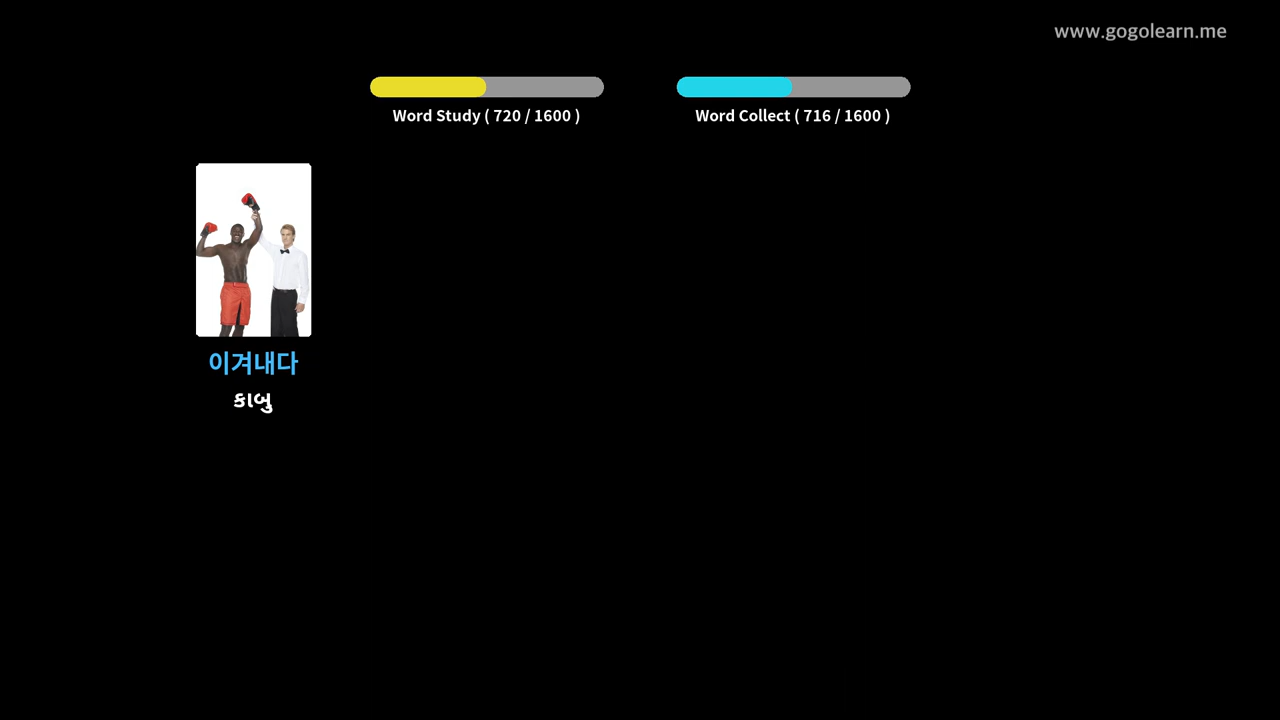 www.gogolearn.me
Word Study ( 720 / 1600 )
Word Collect ( 716 / 1600 )
이겨내다
કાબુ